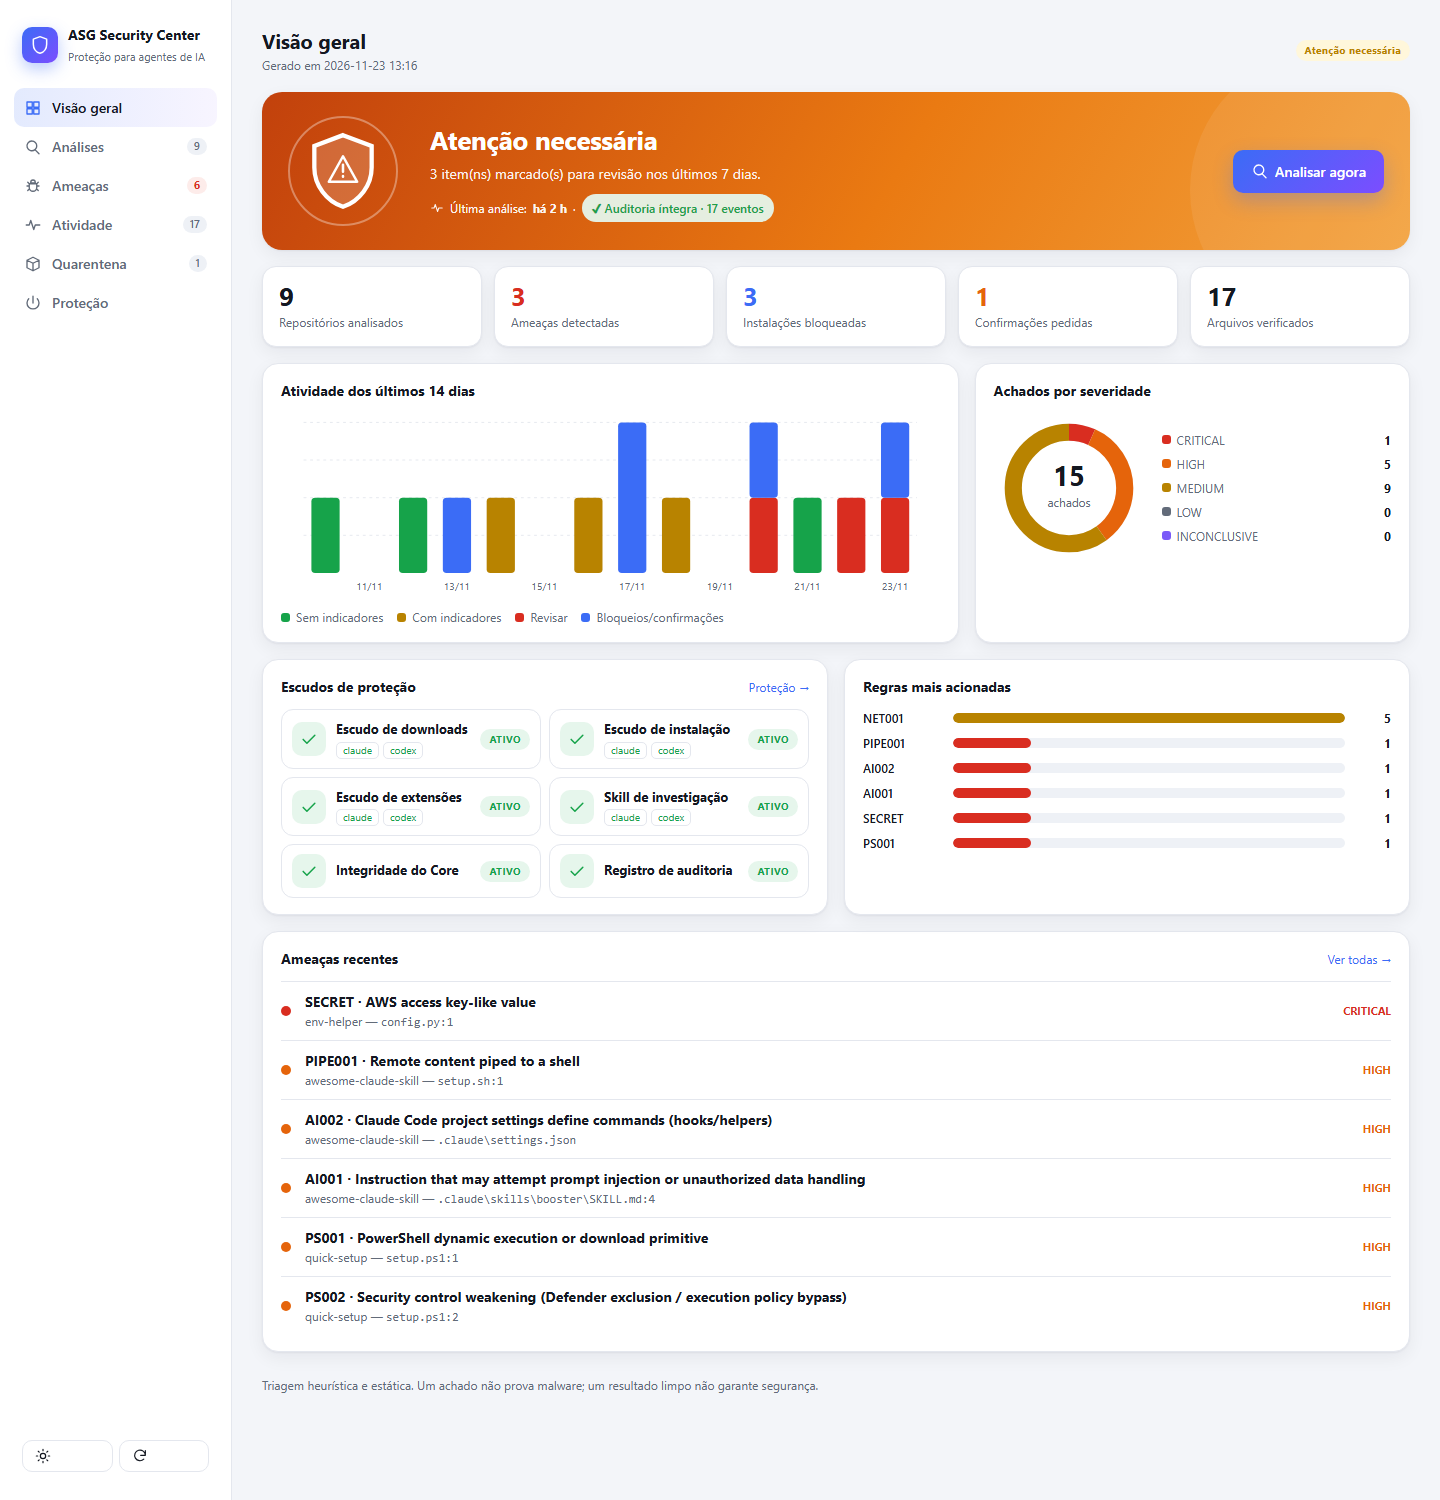 ASG Security Center
Proteção para agentes de IA
Visão geral
Análises 9
Ameaças 6
Atividade 17
Quarentena 1
Proteção
Visão geral
Gerado em 2026-11-23 13:16
Atenção necessária
Atenção necessária
3 item(ns) marcado(s) para revisão nos últimos 7 dias.
Última análise: há 2 h · ✓ Auditoria íntegra · 17 eventos
Analisar agora
9
Repositórios analisados
3
Ameaças detectadas
3
Instalações bloqueadas
1
Confirmações pedidas
17
Arquivos verificados
Atividade dos últimos 14 dias
11/11 13/11 15/11 17/11 19/11 21/11 23/11
Sem indicadores Com indicadores Revisar Bloqueios/confirmações
Achados por severidade
15
achados
CRITICAL 1
HIGH 5
MEDIUM 9
LOW 0
INCONCLUSIVE 0
Escudos de proteção Proteção →
Escudo de downloads
claude codex
ATIVO
Escudo de instalação
claude codex
ATIVO
Escudo de extensões
claude codex
ATIVO
Skill de investigação
claude codex
ATIVO
Integridade do Core ATIVO
Registro de auditoria ATIVO
Regras mais acionadas
NET001 5
PIPE001 1
AI002 1
AI001 1
SECRET 1
PS001 1
Ameaças recentes Ver todas →
SECRET · AWS access key-like value
env-helper — config.py:1
CRITICAL
PIPE001 · Remote content piped to a shell
awesome-claude-skill — setup.sh:1
HIGH
AI002 · Claude Code project settings define commands (hooks/helpers)
awesome-claude-skill — .claude\settings.json
HIGH
AI001 · Instruction that may attempt prompt injection or unauthorized data handling
awesome-claude-skill — .claude\skills\booster\SKILL.md:4
HIGH
PS001 · PowerShell dynamic execution or download primitive
quick-setup — setup.ps1:1
HIGH
PS002 · Security control weakening (Defender exclusion / execution policy bypass)
quick-setup — setup.ps1:2
HIGH
Triagem heurística e estática. Um achado não prova malware; um resultado limpo não garante segurança.